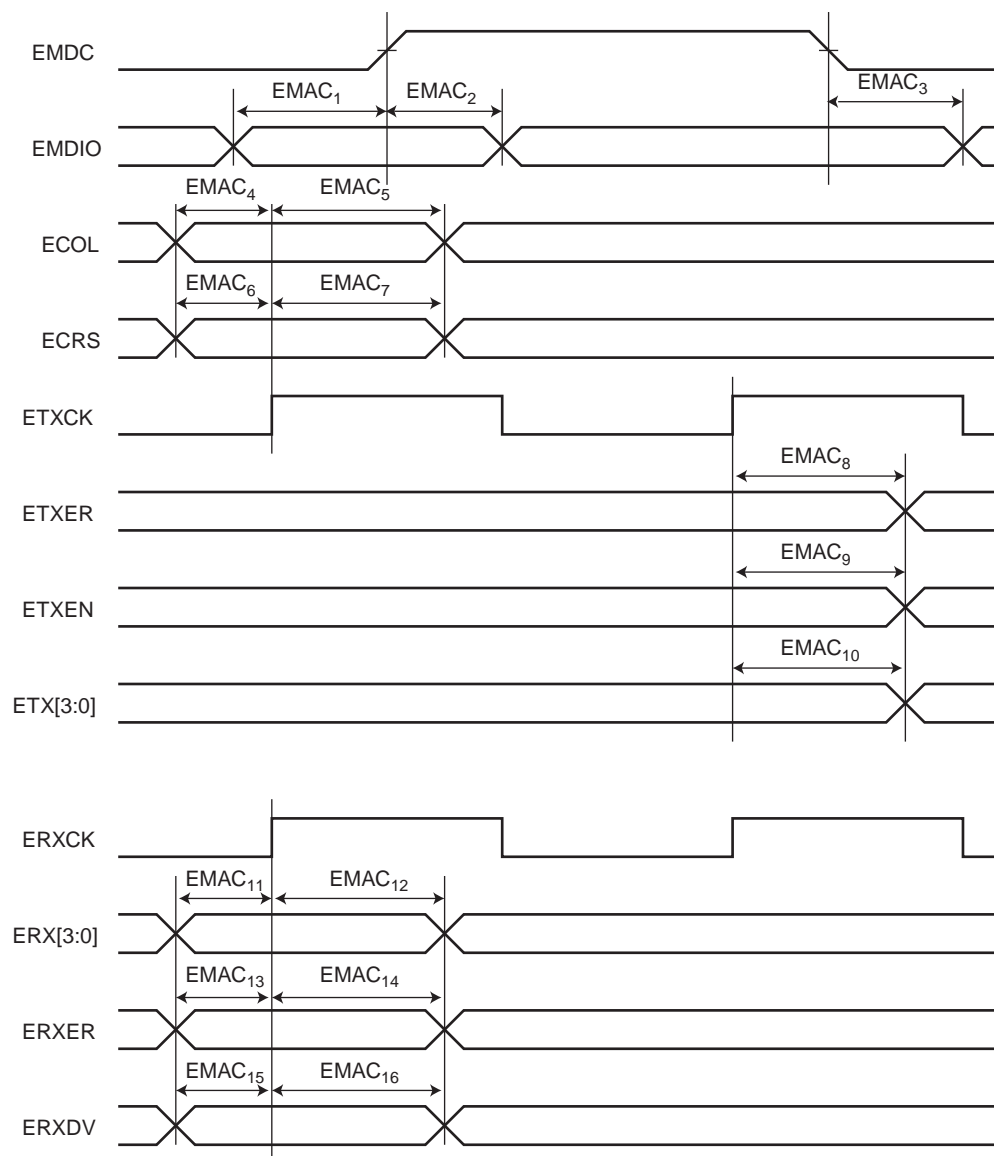 EMDC
EMAC1 EMAC2 EMAC3
EMDIO
EMAC4 EMAC5
ECOL
EMAC6 EMAC7
ECRS
ETXCK
EMAC8
ETXER
EMAC9
ETXEN
EMAC10
ETX[3:0]
ERXCK
EMAC11 EMAC12
ERX[3:0]
EMAC13 EMAC14
ERXER
EMAC15 EMAC16
ERXDV